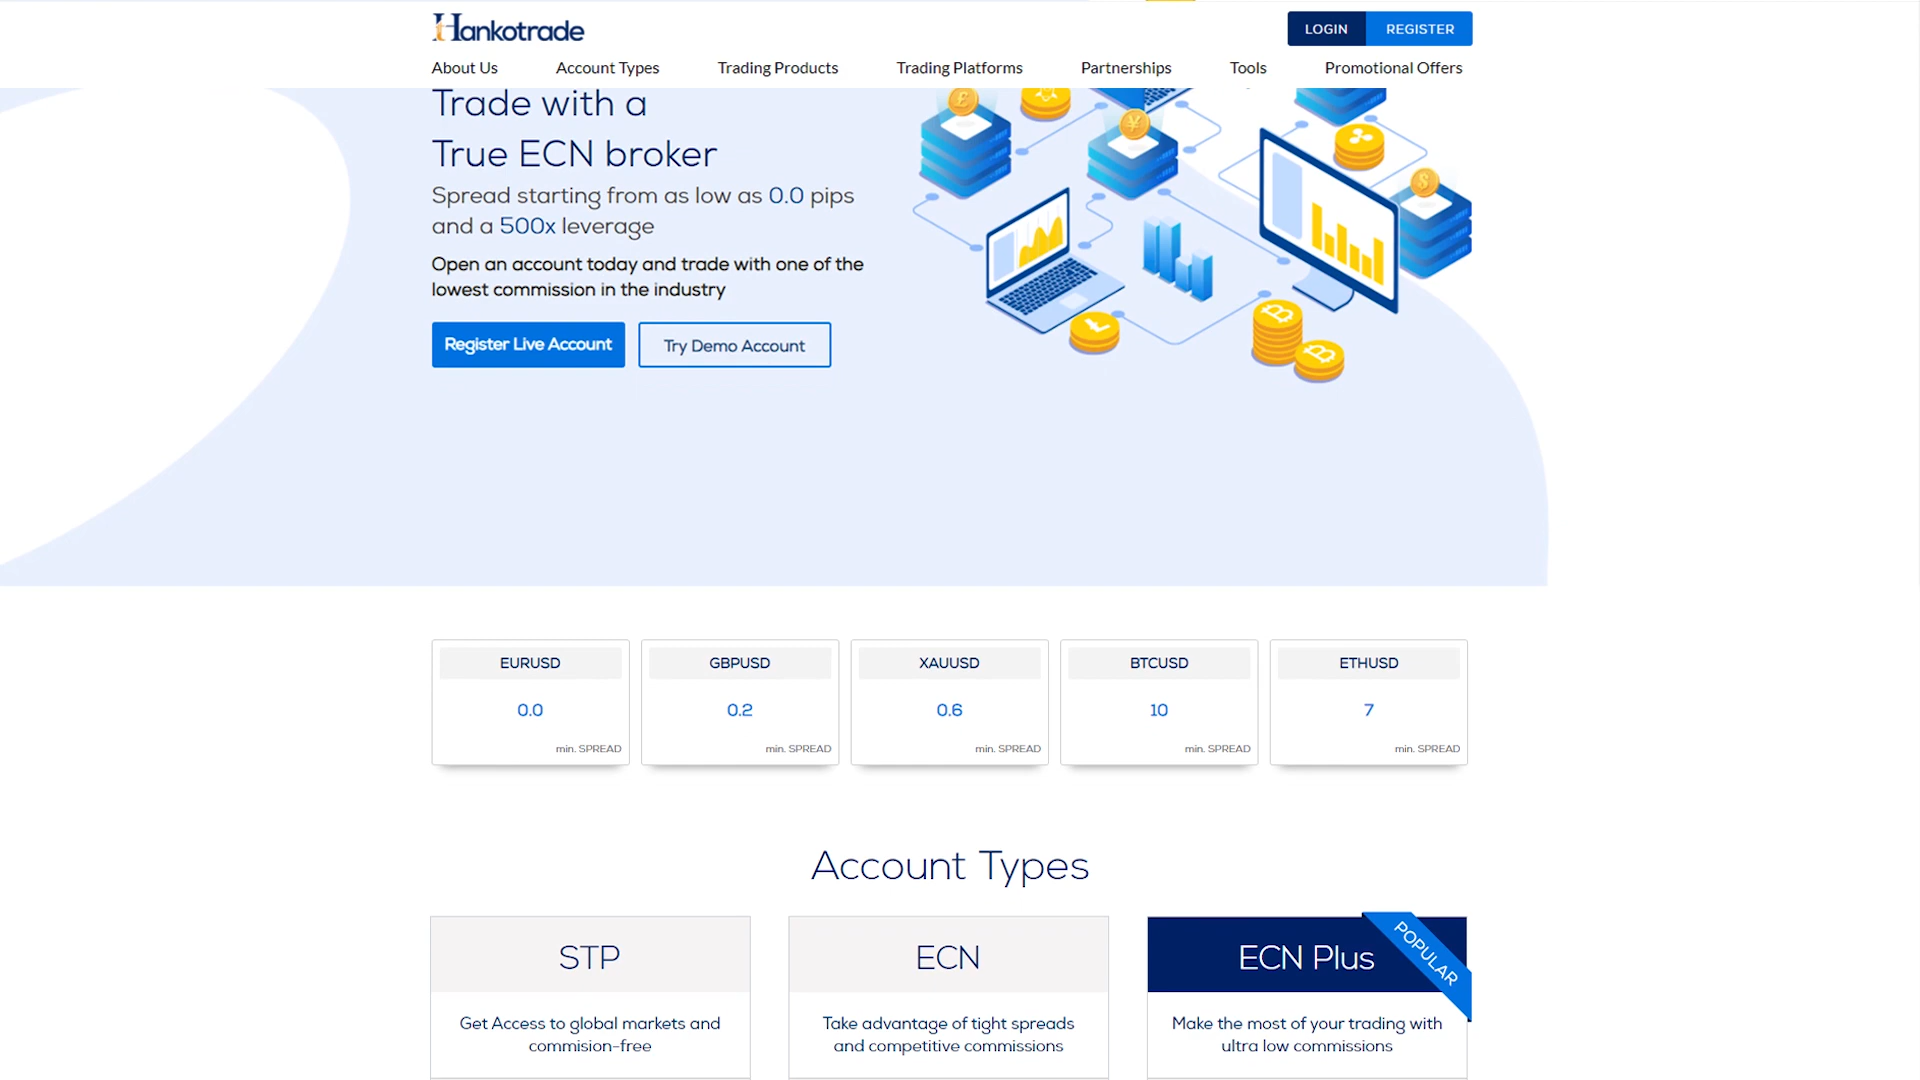 Hankotrade
LOGIN
REGISTER
About Us
Account Types
Trading Products
Trading Platforms
Partnerships
Tools
Promotional Offers
Trade with a
True ECN broker
Spread starting from as low as 0.0 pips
and a 500x leverage
Open an account today and trade with one of the
lowest commission in the industry
Register Live Account
Try Demo Account
EURUSD
0.0
min. SPREAD
GBPUSD
0.2
min. SPREAD
XAUUSD
0.6
min. SPREAD
BTCUSD
10
min. SPREAD
ETHUSD
7
min. SPREAD
Account Types
STP
Get Access to global markets and
commision-free
ECN
Take advantage of tight spreads
and competitive commissions
ECN Plus
POPULAR
Make the most of your trading with
ultra low commissions